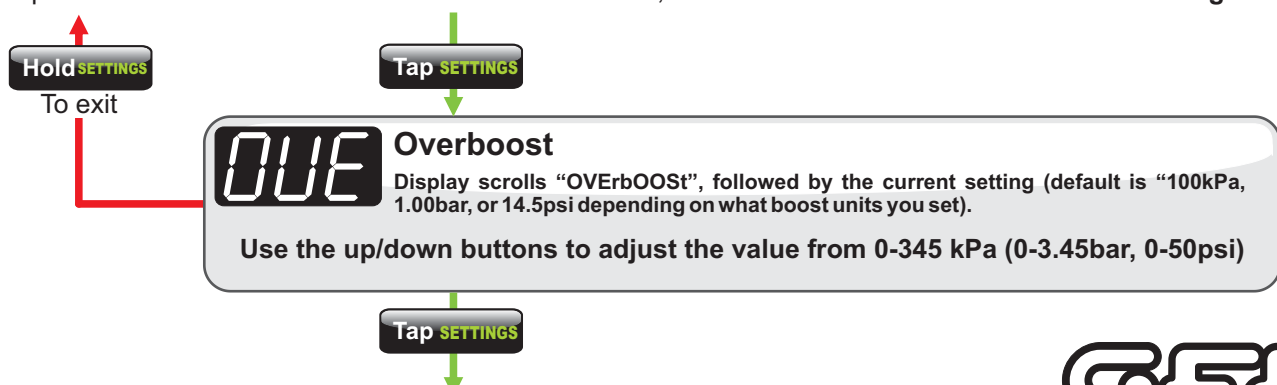 Hold SETTINGS
To exit
Tap SETTINGS
OVE
Overboost
Display scrolls “OVErbOOSt”, followed by the current setting (default is “100kPa,
1.00bar, or 14.5psi depending on what boost units you set).
Use the up/down buttons to adjust the value from 0-345 kPa (0-3.45bar, 0-50psi)
Tap SETTINGS